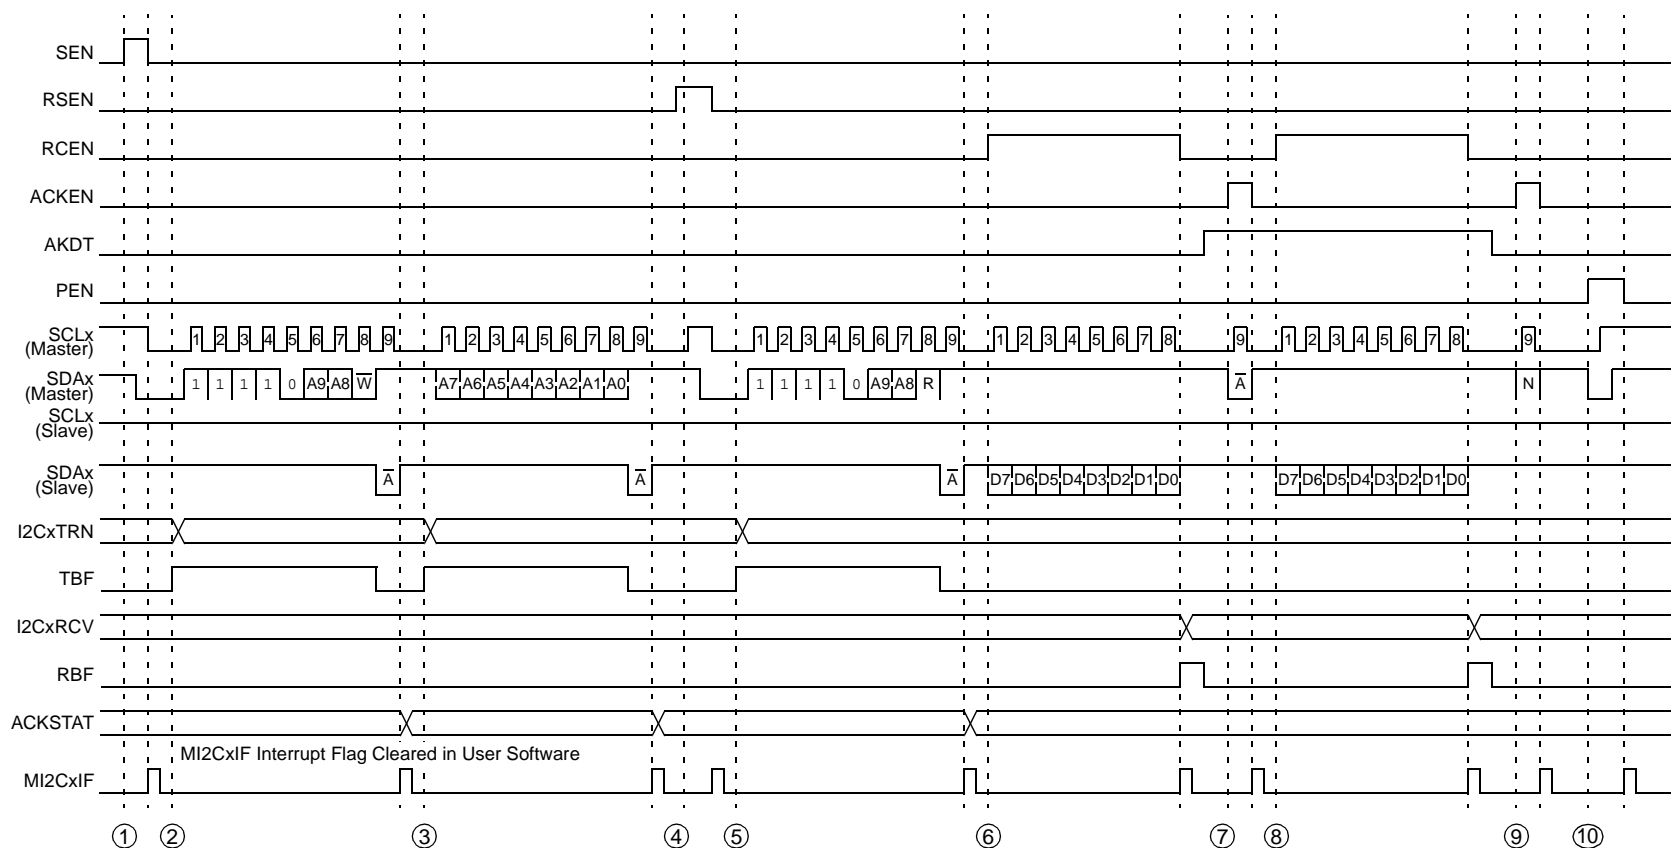 SEN
RSEN
RCEN
ACKEN
AKDT
PEN
SCLx
(Master)
1 2 3 4 5 6 7 8 9 1 2 3 4 5 6 7 8 9 1 2 3 4 5 6 7 8 9 1 2 3 4 5 6 7 8 9 1 2 3 4 5 6 7 8 9
SDAx
(Master)
1 1 1 1 0 A9 A8 W̅ A7 A6 A5 A4 A3 A2 A1 A0 1 1 1 1 0 A9 A8 R A̅ N
SCLx
(Slave)
SDAx
(Slave)
A̅ A̅ A̅ D7 D6 D5 D4 D3 D2 D1 D0 D7 D6 D5 D4 D3 D2 D1 D0
I2CxTRN
TBF
I2CxRCV
RBF
ACKSTAT
MI2CxIF Interrupt Flag Cleared in User Software
MI2CxIF
1 2 3 4 5 6 7 8 9 10